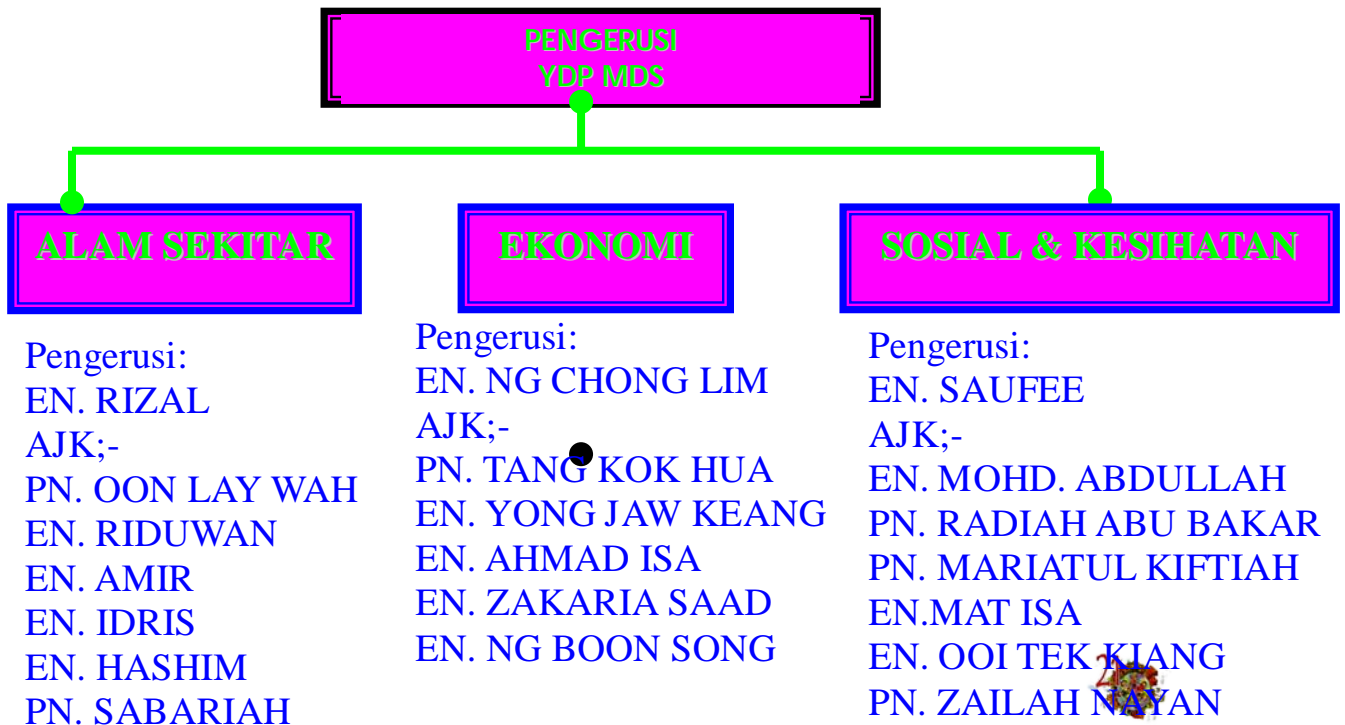 PENGERUSI
YDP MDS
ALAM SEKITAR
Pengerusi:
EN. RIZAL
AJK;-
PN. OON LAY WAH
EN. RIDUWAN
EN. AMIR
EN. IDRIS
EN. HASHIM
PN. SABARIAH
EKONOMI
Pengerusi:
EN. NG CHONG LIM
AJK;-
PN. TANG KOK HUA
EN. YONG JAW KEANG
EN. AHMAD ISA
EN. ZAKARIA SAAD
EN. NG BOON SONG
SOSIAL & KESIHATAN
Pengerusi:
EN. SAUFEE
AJK;-
EN. MOHD. ABDULLAH
PN. RADIAH ABU BAKAR
PN. MARIATUL KIFTIAH
EN.MAT ISA
EN. OOI TEK KIANG
PN. ZAILAH NAYAN